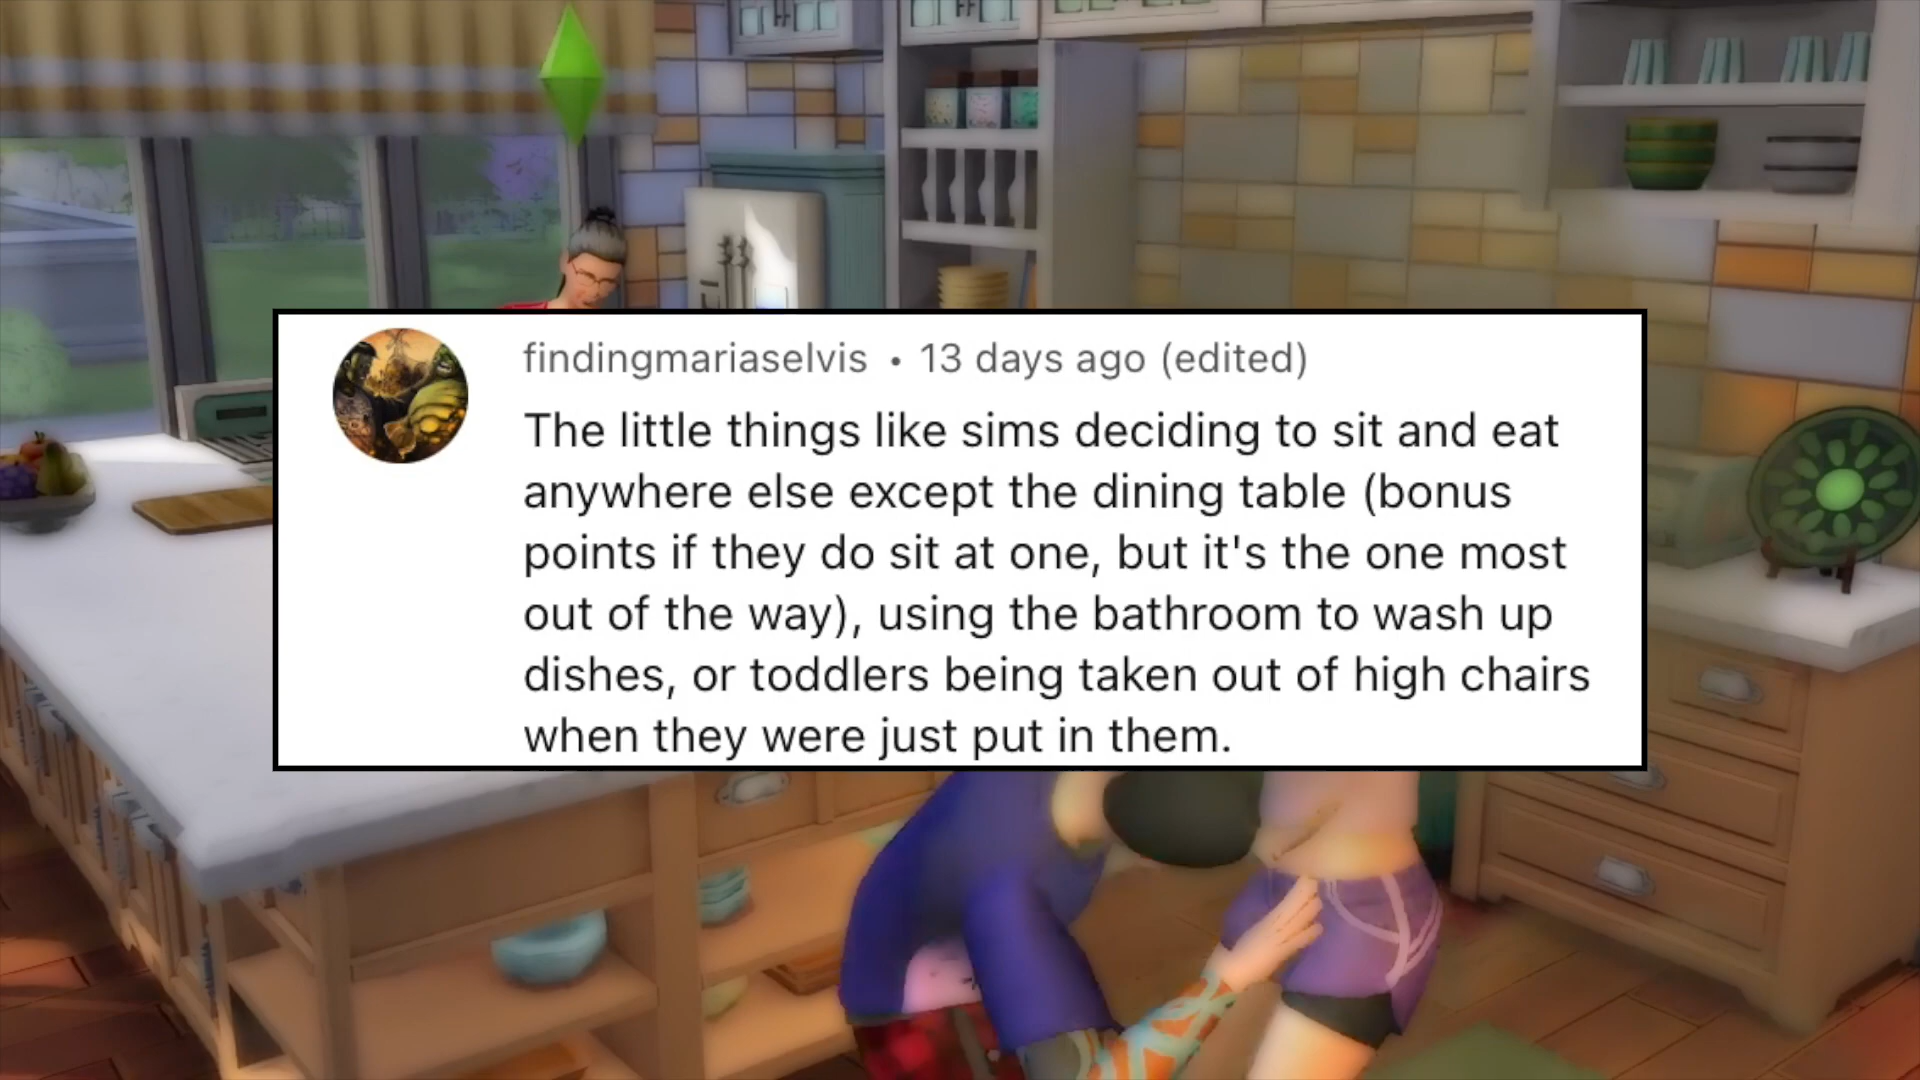 findingmariaselvis • 13 days ago (edited)
The little things like sims deciding to sit and eat
anywhere else except the dining table (bonus
points if they do sit at one, but it's the one most
out of the way), using the bathroom to wash up
dishes, or toddlers being taken out of high chairs
when they were just put in them.